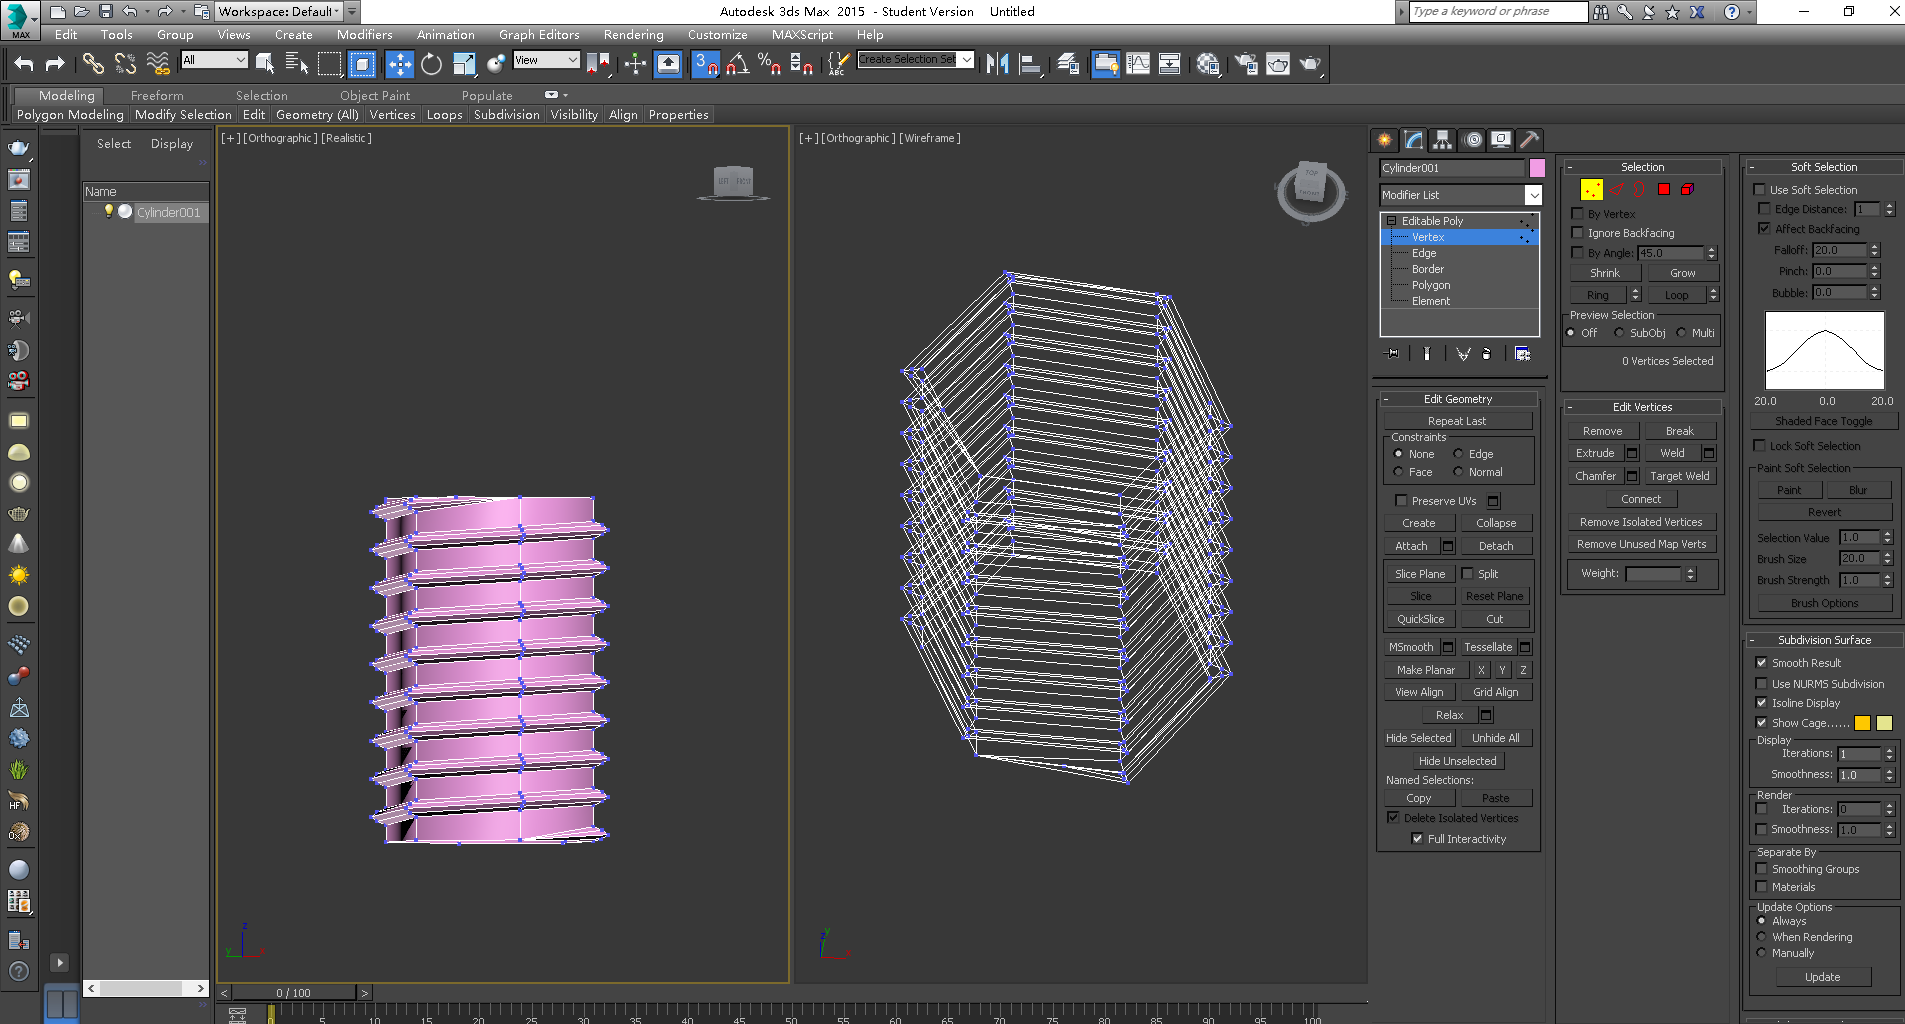 Workspace: Default
Autodesk 3ds Max 2015 - Student Version Untitled
Type a keyword or phrase
MAX
Edit Tools Group Views Create Modifiers Animation Graph Editors Rendering Customize MAXScript Help
All
View
3
%
ABC
Create Selection Set
Modeling Freeform Selection Object Paint Populate
Polygon Modeling Modify Selection Edit Geometry (All) Vertices Loops Subdivision Visibility Align Properties
Select Display
Name
Cylinder001
[+] [Orthographic] [Realistic]
LEFT
[+] [Orthographic] [Wireframe]
TOP
FRONT
S
z
y
x
HF
0 / 100
0 5 10 15 20 25 30 35 40 45 50 55 60 65 70 75 80 85 90 95 100
Cylinder001
Modifier List
Editable Poly
Vertex
Edge
Border
Polygon
Element
Edit Geometry
Repeat Last
Constraints
None Edge
Face Normal
Preserve UVs
Create Collapse
Attach Detach
Slice Plane Split
Slice Reset Plane
QuickSlice Cut
MSmooth Tessellate
Make Planar X Y Z
View Align Grid Align
Relax
Hide Selected Unhide All
Hide Unselected
Named Selections:
Copy Paste
Delete Isolated Vertices
Full Interactivity
Selection
By Vertex
Ignore Backfacing
By Angle: 45.0
Shrink Grow
Ring Loop
Preview Selection
Off SubObj Multi
0 Vertices Selected
Edit Vertices
Remove Break
Extrude Weld
Chamfer Target Weld
Connect
Remove Isolated Vertices
Remove Unused Map Verts
Weight:
Soft Selection
Use Soft Selection
Edge Distance: 1
Affect Backfacing
Falloff: 20.0
Pinch: 0.0
Bubble: 0.0
20.0 0.0 20.0
Shaded Face Toggle
Lock Soft Selection
Paint Soft Selection
Paint Blur
Revert
Selection Value 1.0
Brush Size 20.0
Brush Strength 1.0
Brush Options
Subdivision Surface
Smooth Result
Use NURMS Subdivision
Isoline Display
Show Cage......
Display
Iterations: 1
Smoothness: 1.0
Render
Iterations: 0
Smoothness: 1.0
Separate By
Smoothing Groups
Materials
Update Options
Always
When Rendering
Manually
Update